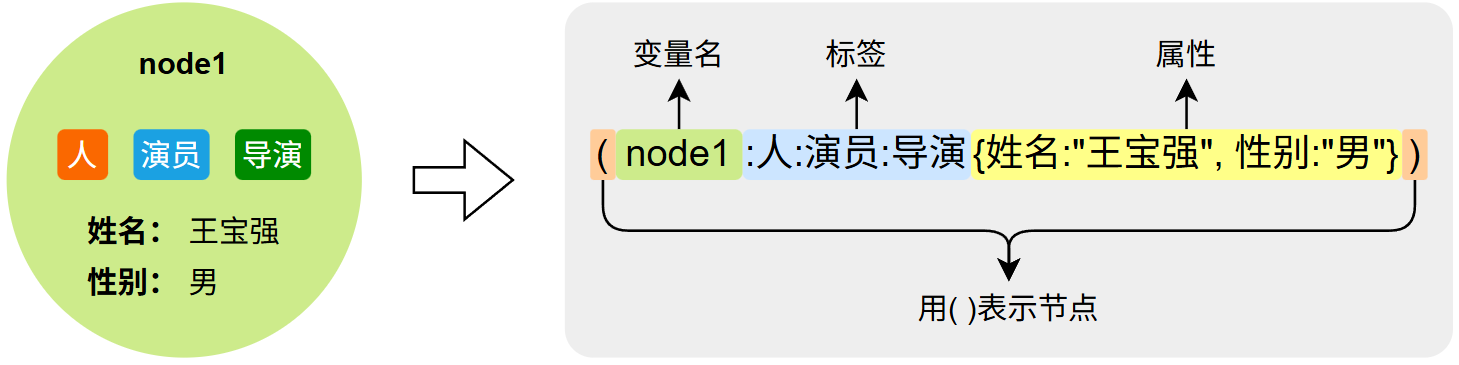 node1
人 演员 导演
姓名： 王宝强
性别： 男
变量名 标签 属性
( node1 :人:演员:导演 {姓名:"王宝强", 性别:"男"} )
用( )表示节点